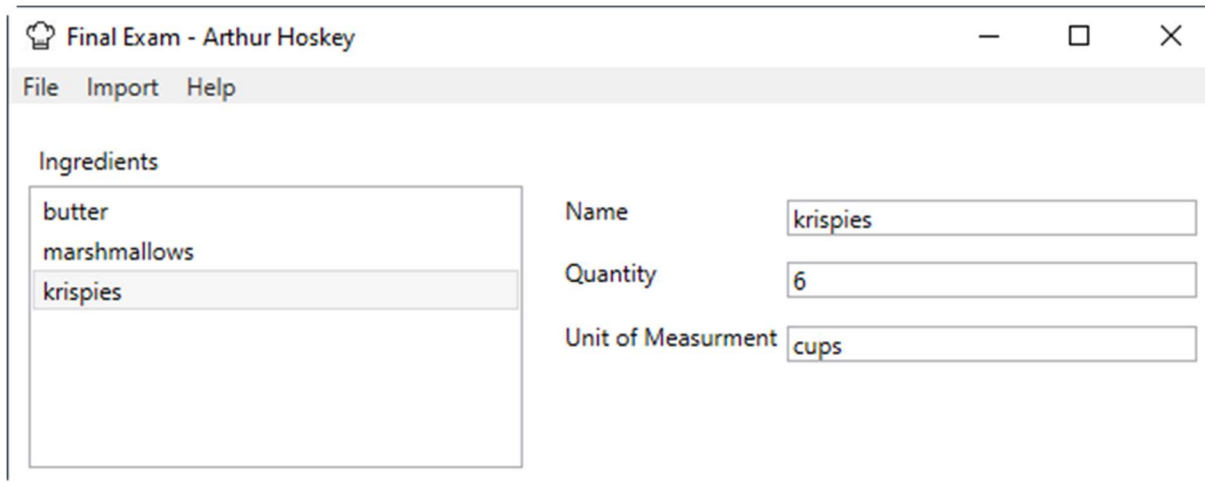 Final Exam - Arthur Hoskey
File Import Help
Ingredients
butter
marshmallows
krispies
Name krispies
Quantity 6
Unit of Measurment cups